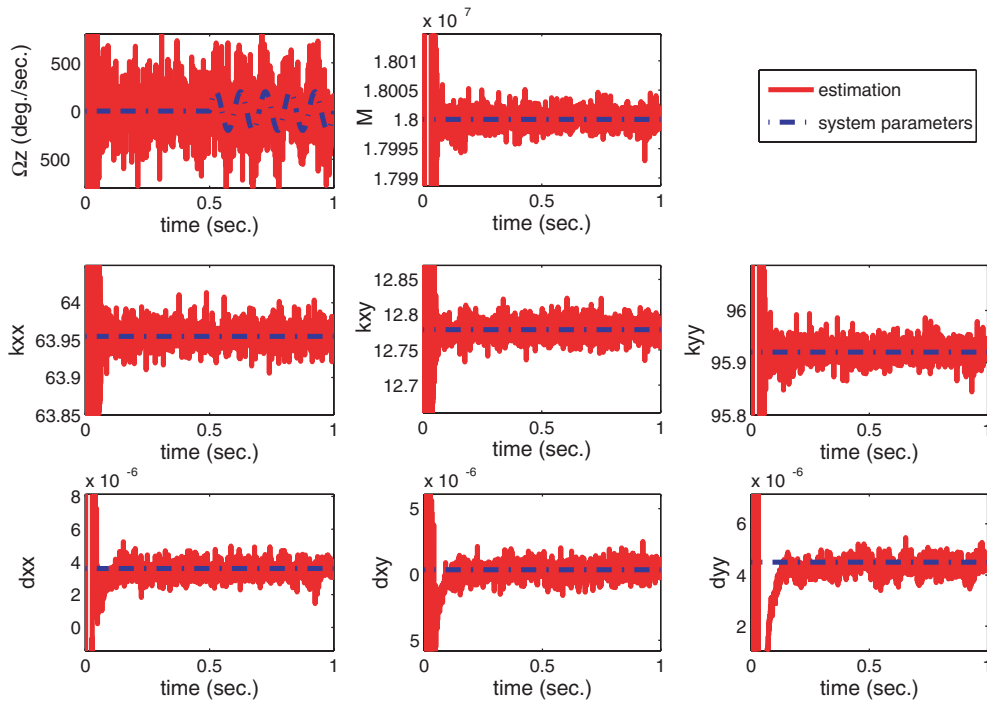 x 10 7
500
0
500
Ωz (deg./sec.)
0
0.5
1
time (sec.)
1.801
1.8005
1.8
1.7995
1.799
M
0
0.5
1
time (sec.)
estimation
system parameters
64
63.95
63.9
63.85
kxx
0
0.5
1
time (sec.)
12.85
12.8
12.75
12.7
kxy
0
0.5
1
time (sec.)
96
95.9
95.8
kyy
0
0.5
1
time (sec.)
x 10 -6
8
6
4
2
0
dxx
0
0.5
1
time (sec.)
x 10 -6
5
0
5
dxy
0
0.5
1
time (sec.)
x 10 -6
6
4
2
dyy
0
0.5
1
time (sec.)